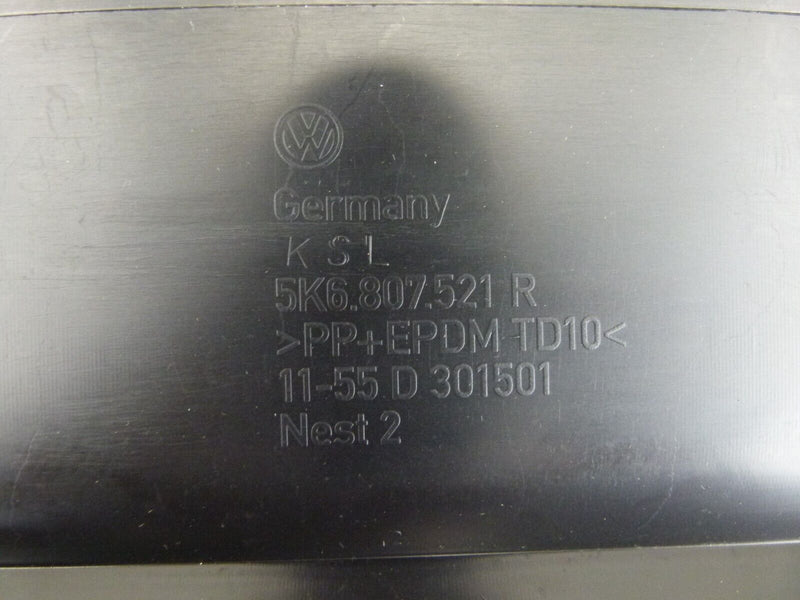 Germany
K S L
5K6.807.521 R
>PP+EPDM-TD10<
11-55 D 301501
Nest 2